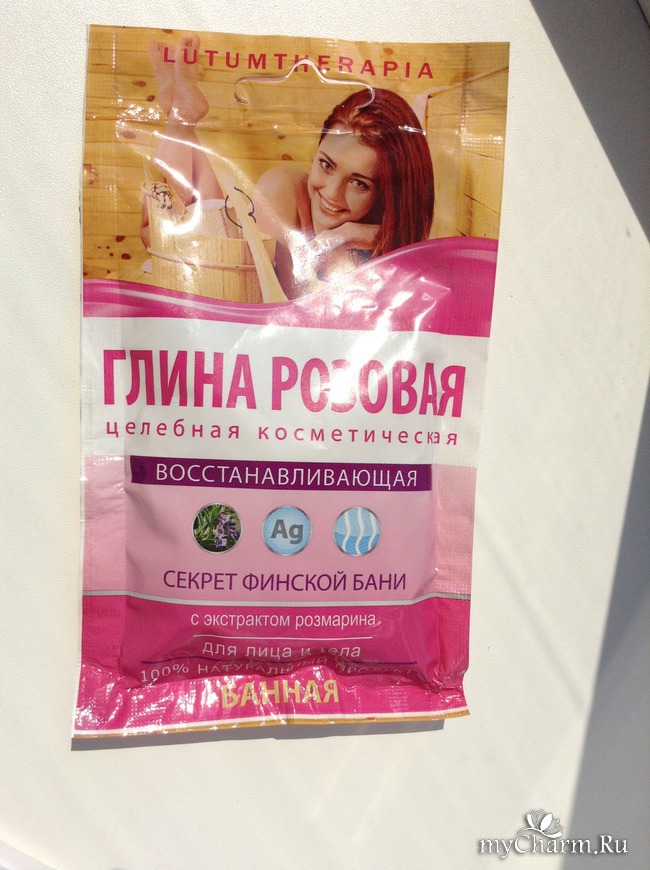 LUTUMTHERAPIA
ГЛИНА РОЗОВАЯ
целебная косметическая
ВОССТАНАВЛИВАЮЩАЯ
Ag
СЕКРЕТ ФИНСКОЙ БАНИ
с экстрактом розмарина
для лица и тела
100% НАТУРАЛЬНЫЙ
БАННАЯ
myCharm.Ru